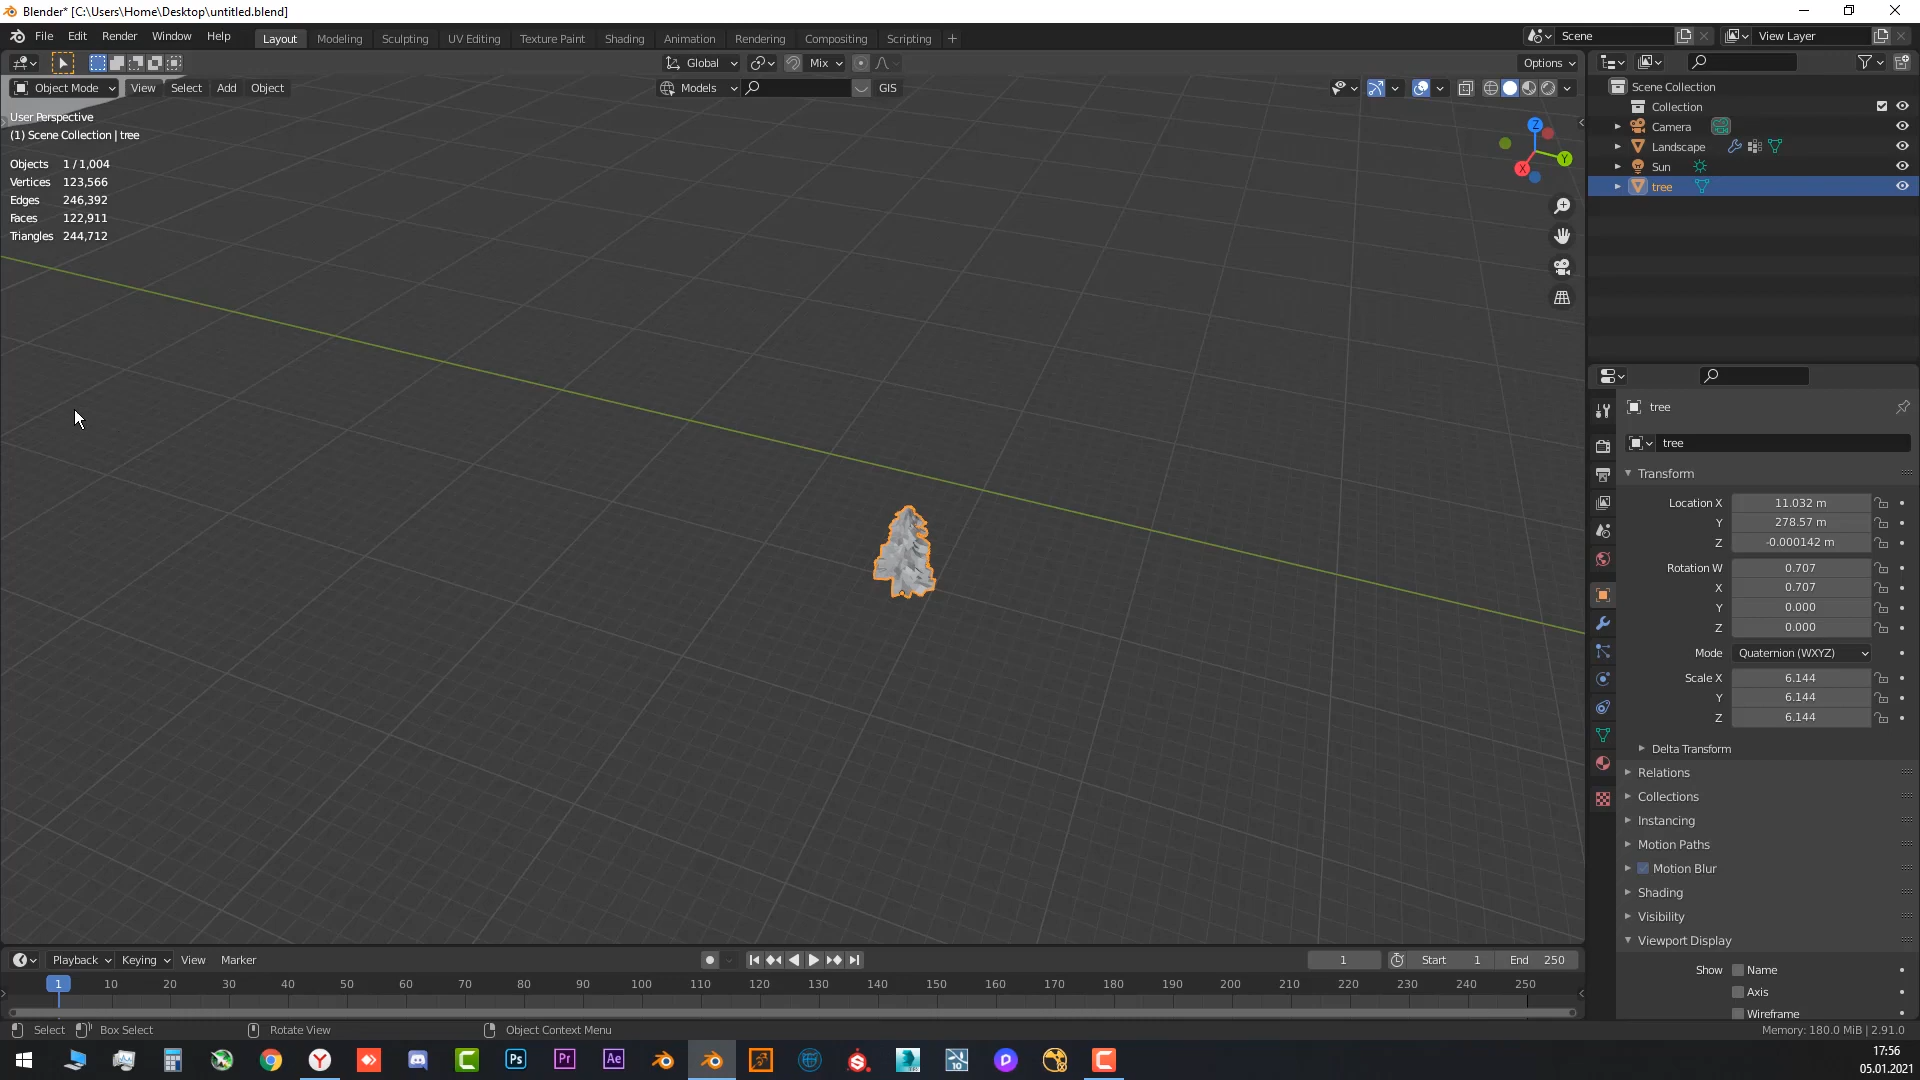 Blender* [C:\Users\Home\Desktop\untitled.blend]
File Edit Render Window Help
Layout Modeling Sculpting UV Editing Texture Paint Shading Animation Rendering Compositing Scripting +
Scene View Layer
Global Mix Options
Object Mode View Select Add Object Models GIS
User Perspective
(1) Scene Collection | tree
Objects 1 / 1,004
Vertices 123,566
Edges 246,392
Faces 122,911
Triangles 244,712
Z
Y
X
Scene Collection
Collection
Camera
Landscape
Sun
tree
tree
tree
Transform
Location X 11.032 m
Y 278.57 m
Z -0.000142 m
Rotation W 0.707
X 0.707
Y 0.000
Z 0.000
Mode Quaternion (WXYZ)
Scale X 6.144
Y 6.144
Z 6.144
Delta Transform
Relations
Collections
Instancing
Motion Paths
Motion Blur
Shading
Visibility
Viewport Display
Show Name
Axis
Wireframe
Playback Keying View Marker
1 Start 1 End 250
1 10 20 30 40 50 60 70 80 90 100 110 120 130 140 150 160 170 180 190 200 210 220 230 240 250
Select Box Select Rotate View Object Context Menu
Memory: 180.0 MiB | 2.91.0
Ps Pr Ae
10
17:56
05.01.2021